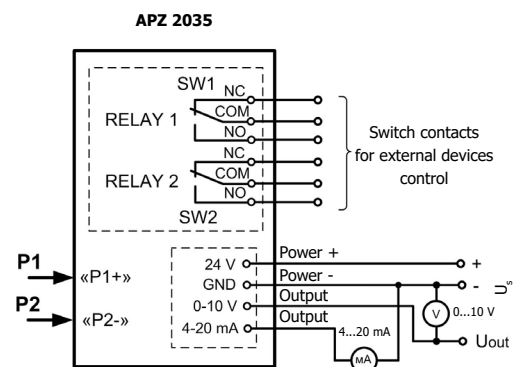 APZ 2035
SW1
NC
RELAY 1
COM
NO
NC
RELAY 2
COM
NO
SW2
Switch contacts
for external devices
control
P1
«P1+»
P2
«P2-»
24 V
GND
0-10 V
4-20 mA
Power +
Power -
Output
Output
4...20 mA
mA
+
-
Us
V
0...10 V
Uout